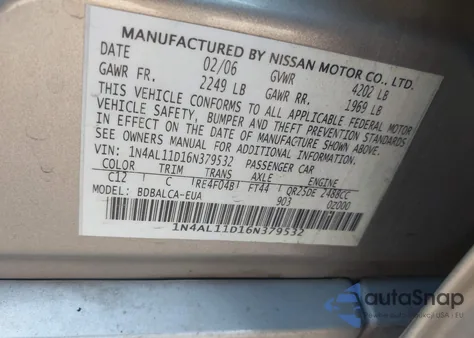 MANUFACTURED BY NISSAN MOTOR CO., LTD.
DATE 02/06 GVWR 4202 LB
GAWR FR. 2249 LB GAWR RR. 1969 LB
THIS VEHICLE CONFORMS TO ALL APPLICABLE FEDERAL MOTOR
VEHICLE SAFETY, BUMPER AND THEFT PREVENTION STANDARDS
IN EFFECT ON THE DATE OF MANUFACTURE SHOWN ABOVE.
SEE OWNERS MANUAL FOR ADDITIONAL INFORMATION.
VIN: 1N4AL11D16N379532 PASSENGER CAR
COLOR TRIM TRANS AXLE ENGINE
C12 C RE4F04B FT44 QR25DE 2488CC
MODEL: BDBALCA-EUA 903 02000
1N4AL11D16N379532
autoSnap